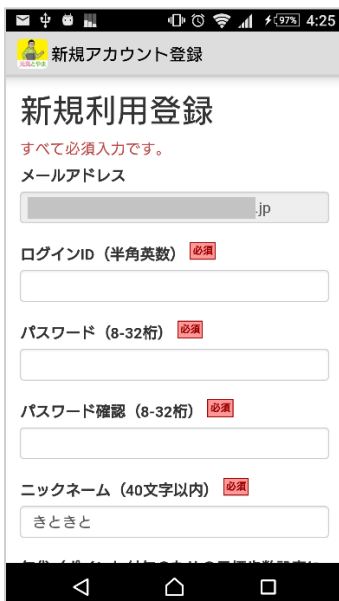 97% 4:25
新規アカウント登録
新規利用登録
すべて必須入力です。
メールアドレス
.jp
ログインID（半角英数） 必須
パスワード（8-32桁） 必須
パスワード確認（8-32桁） 必須
ニックネーム（40文字以内） 必須
きときと